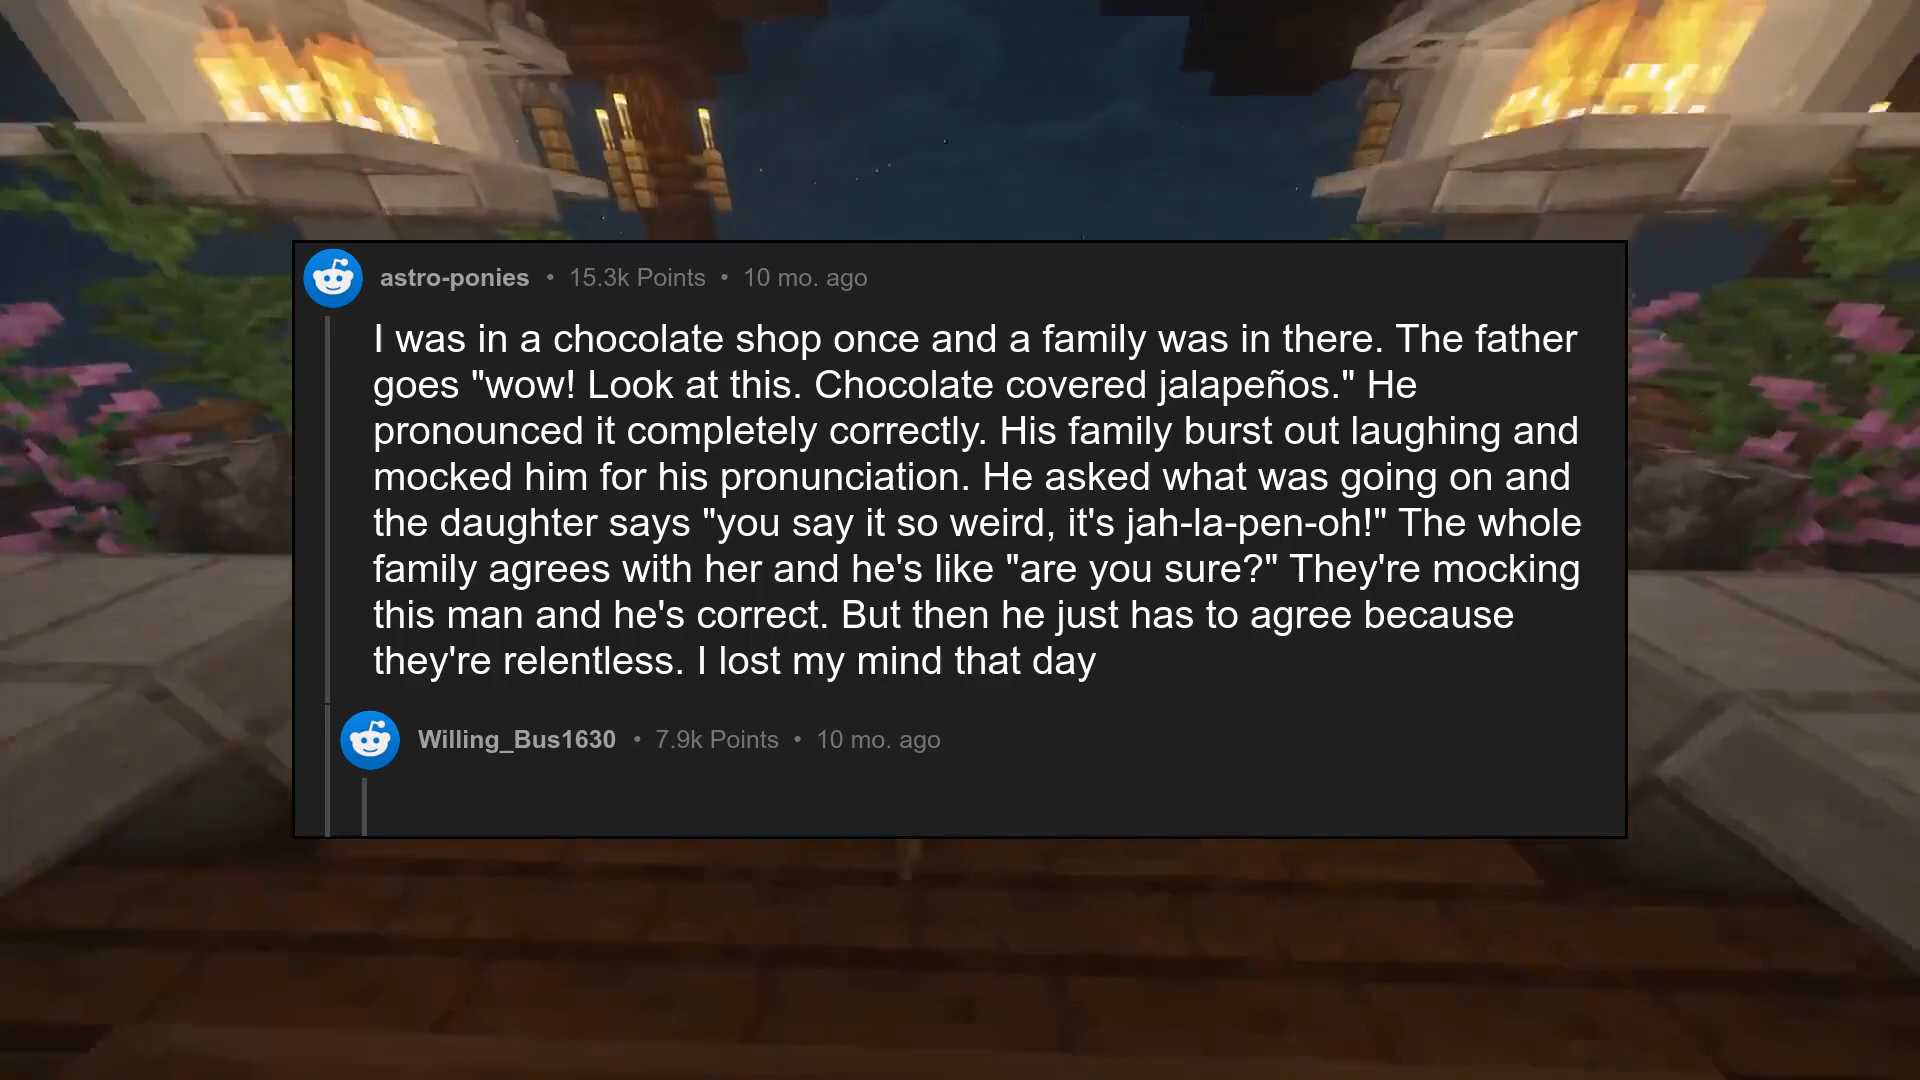 astro-ponies • 15.3k Points • 10 mo. ago
I was in a chocolate shop once and a family was in there. The father
goes "wow! Look at this. Chocolate covered jalapeños." He
pronounced it completely correctly. His family burst out laughing and
mocked him for his pronunciation. He asked what was going on and
the daughter says "you say it so weird, it's jah-la-pen-oh!" The whole
family agrees with her and he's like "are you sure?" They're mocking
this man and he's correct. But then he just has to agree because
they're relentless. I lost my mind that day
Willing_Bus1630 • 7.9k Points • 10 mo. ago